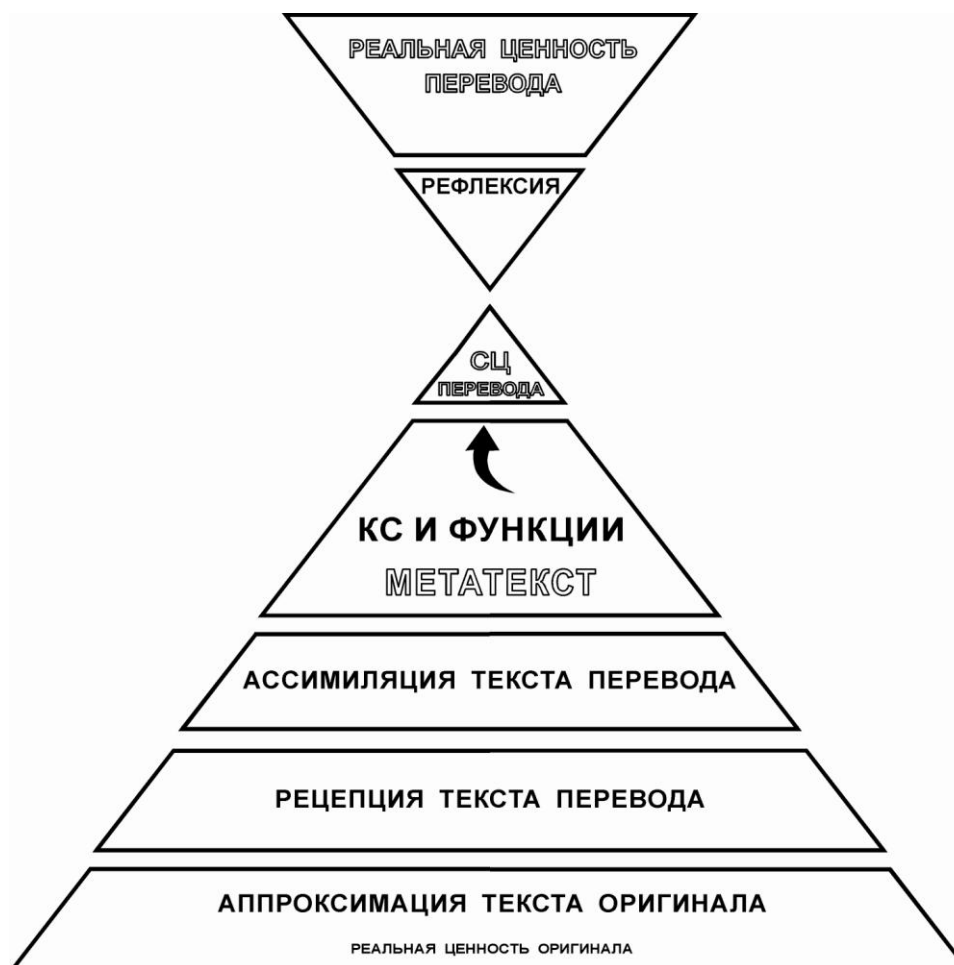 РЕАЛЬНАЯ ЦЕННОСТЬ
ПЕРЕВОДА
РЕФЛЕКСИЯ
СЦ
ПЕРЕВОДА
КС И ФУНКЦИИ
МЕТАТЕКСТ
АССИМИЛЯЦИЯ ТЕКСТА ПЕРЕВОДА
РЕЦЕПЦИЯ ТЕКСТА ПЕРЕВОДА
АППРОКСИМАЦИЯ ТЕКСТА ОРИГИНАЛА
РЕАЛЬНАЯ ЦЕННОСТЬ ОРИГИНАЛА